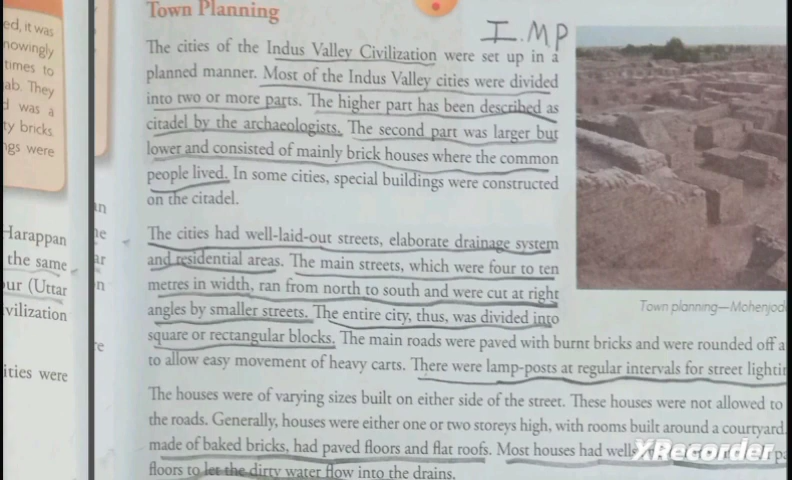 Town Planning
I.MP
The cities of the Indus Valley Civilization were set up in a
planned manner. Most of the Indus Valley cities were divided
into two or more parts. The higher part has been described as
citadel by the archaeologists. The second part was larger but
lower and consisted of mainly brick houses where the common
people lived. In some cities, special buildings were constructed
on the citadel.
The cities had well-laid-out streets, elaborate drainage system
and residential areas. The main streets, which were four to ten
metres in width, ran from north to south and were cut at right
angles by smaller streets. The entire city, thus, was divided into
square or rectangular blocks. The main roads were paved with burnt bricks and were rounded off a
to allow easy movement of heavy carts. There were lamp-posts at regular intervals for street lighti
The houses were of varying sizes built on either side of the street. These houses were not allowed to
the roads. Generally, houses were either one or two storeys high, with rooms built around a courtyard.
made of baked bricks, had paved floors and flat roofs. Most houses had wells
floors to let the dirty water flow into the drains.
Town planning—Mohenjod
ed, it was
nowingly
times to
ab. They
d was a
ty bricks
ngs were
Harappan
the same
our (Uttar
vilization
ities were
an
he
ar
n
re
XRecorder